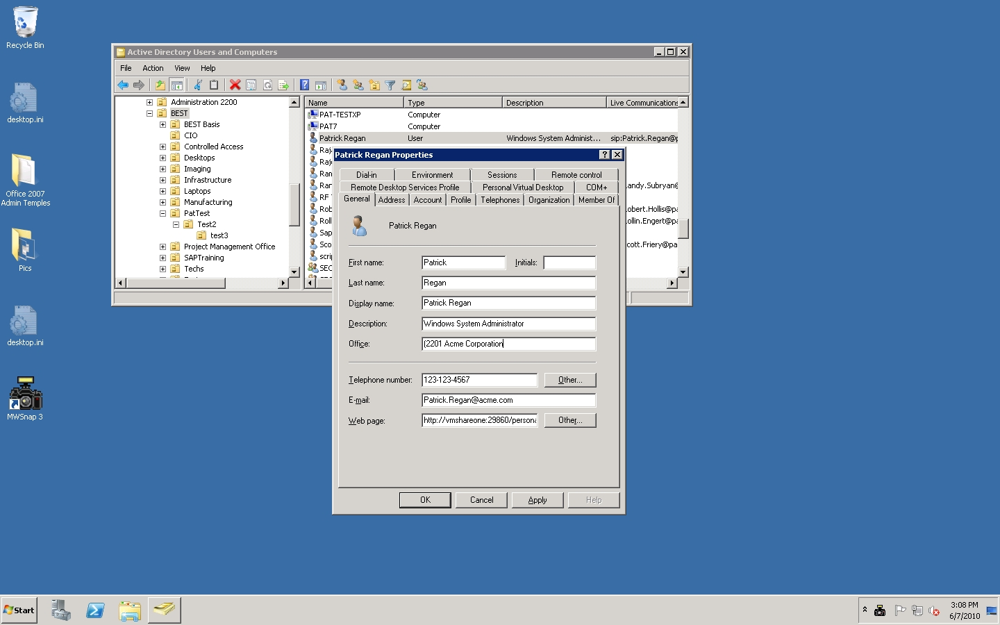 Recycle Bin
desktop.ini
Office 2007
Admin Temples
Pics
desktop.ini
MWSnap 3
Active Directory Users and Computers
File Action View Help
Administration 2200
BEST
BEST Basis
CIO
Controlled Access
Desktops
Imaging
Infrastructure
Laptops
Manufacturing
PatTest
Test2
test3
Project Management Office
SAPTraining
Techs
Name Type Description Live Communications
PAT-TESTXP Computer
PAT7 Computer
Patrick Regan User Windows System Administ... sip:Patrick.Regan@p
Raj
Raj
Ran
Ran andy.Subryan@
RF
Rob obert.Hollis@pa
Roll ollin.Engert@pa
Sap
Sco cott.Friery@pa
scrip
SEC
Patrick Regan Properties
Dial-in Environment Sessions Remote control
Remote Desktop Services Profile Personal Virtual Desktop COM+
General Address Account Profile Telephones Organization Member Of
Patrick Regan
First name: Patrick Initials:
Last name: Regan
Display name: Patrick Regan
Description: Windows System Administrator
Office: (2201 Acme Corporation
Telephone number: 123-123-4567 Other...
E-mail: Patrick.Regan@acme.com
Web page: http://vmshareone:29860/persona Other...
OK Cancel Apply Help
Start
3:08 PM
6/7/2010